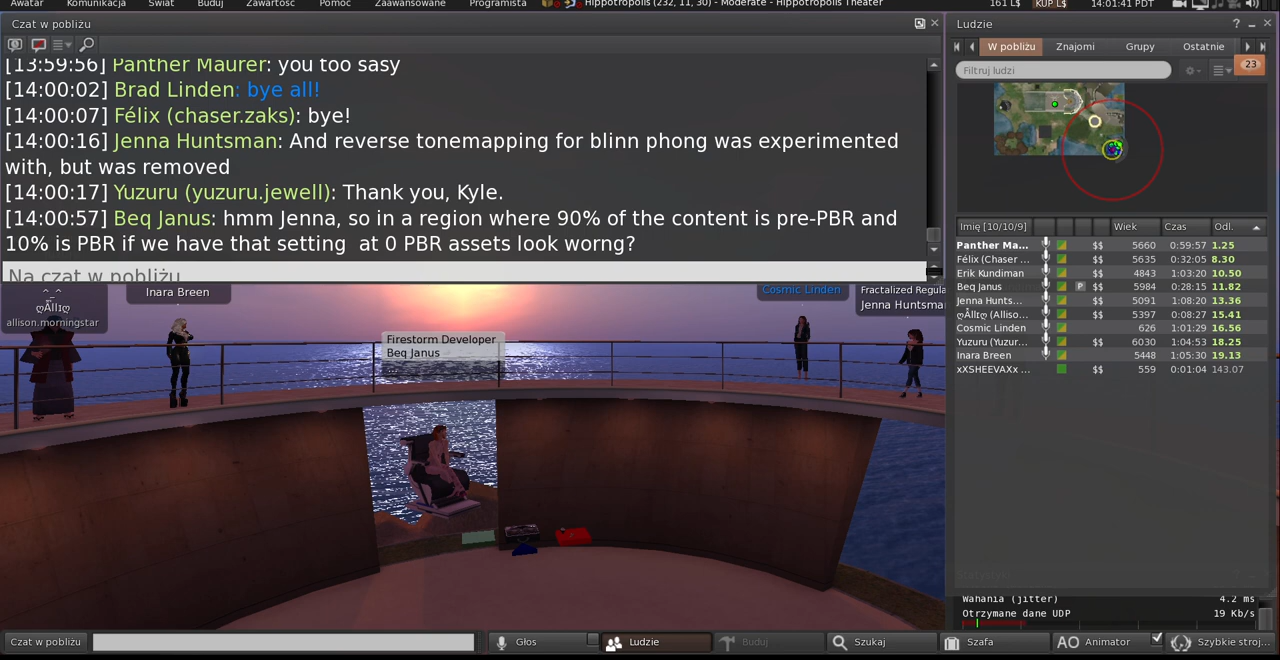 Awatar Komunikacja Świat Buduj Zawartość Pomoc Zaawansowane Programista Hippotropolis (232, 11, 30) - Moderate - Hippotropolis Theater 161 L$ KUP L$ 14:01:41 PDT
Czat w pobliżu
[13:59:56] Panther Maurer: you too sasy
[14:00:02] Brad Linden: bye all!
[14:00:07] Félix (chaser.zaks): bye!
[14:00:16] Jenna Huntsman: And reverse tonemapping for blinn phong was experimented
with, but was removed
[14:00:17] Yuzuru (yuzuru.jewell): Thank you, Kyle.
[14:00:57] Beq Janus: hmm Jenna, so in a region where 90% of the content is pre-PBR and
10% is PBR if we have that setting  at 0 PBR assets look worng?
Na czat w pobliżu
^_^
ღÅllıღ
allison.morningstar
Inara Breen
Firestorm Developer
Beq Janus
Cosmic Linden
Fractalized Regula
Jenna Huntsma
Ludzie
W pobliżu Znajomi Grupy Ostatnie
Filtruj ludzi
23
Imię [10/10/9] Wiek Czas Odl.
Panther Ma... $$ 5660 0:59:57 1.25
Félix (Chaser ... $$ 5635 0:32:05 8.30
Erik Kundiman $$ 4843 1:03:20 10.50
Beq Janus P $$ 5984 0:28:15 11.82
Jenna Hunts... $$ 5091 1:08:20 13.36
ღÅllıღ (Alliso... $$ 5397 0:08:27 15.41
Cosmic Linden 626 1:01:29 16.56
Yuzuru (Yuzur... $$ 6030 1:04:53 18.25
Inara Breen 5448 1:05:30 19.13
xXSHEEVAXx ... $$ 559 0:01:04 143.07
Wahania (jitter) 4.2 ms
Otrzymane dane UDP 19 Kb/s
Czat w pobliżu Głos Ludzie Buduj Szukaj Szafa AO Animator Szybkie stroj...